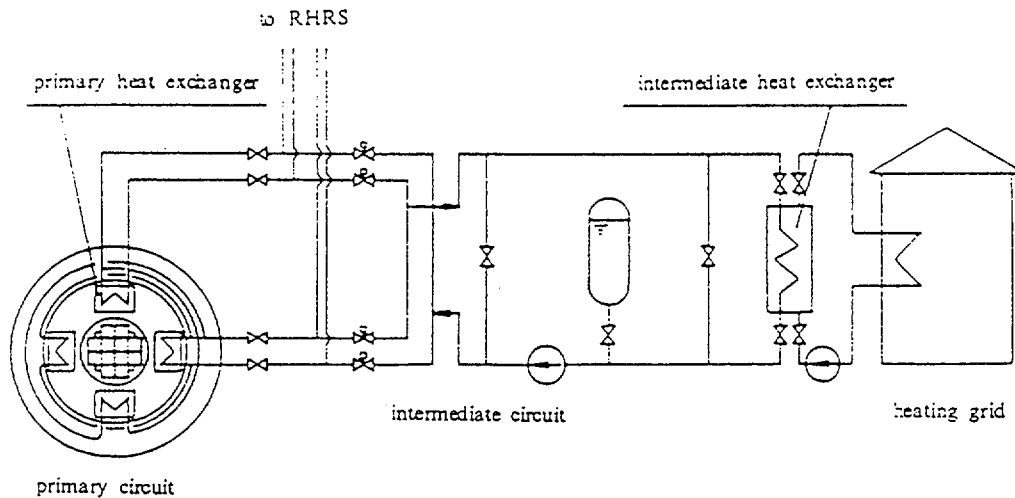 to RHRS
primary heat exchanger
intermediate heat exchanger
intermediate circuit
heating grid
primary circuit